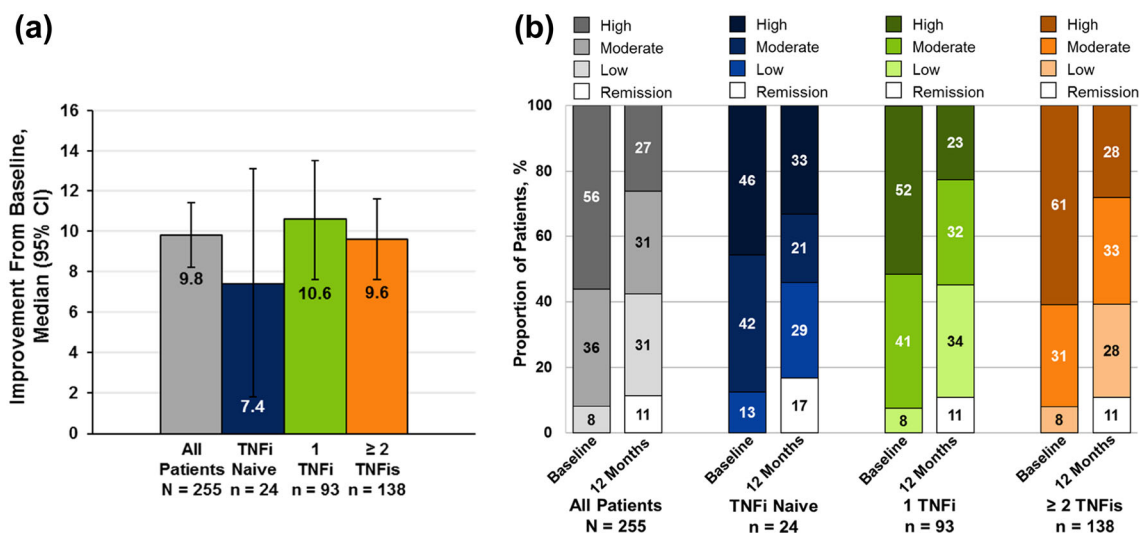 (a)
Improvement From Baseline,
Median (95% CI)
16
14
12
10
8
6
4
2
0
9.8
7.4
10.6
9.6
All
Patients
N = 255
TNFi
Naive
n = 24
1
TNFi
n = 93
≥ 2
TNFis
n = 138
(b)
High
Moderate
Low
Remission
High
Moderate
Low
Remission
High
Moderate
Low
Remission
High
Moderate
Low
Remission
Proportion of Patients, %
100
80
60
40
20
0
56
36
8
27
31
31
11
46
42
13
33
21
29
17
52
41
8
23
32
34
11
61
31
8
28
33
28
11
Baseline
12 Months
Baseline
12 Months
Baseline
12 Months
Baseline
12 Months
All Patients
N = 255
TNFi Naive
n = 24
1 TNFi
n = 93
≥ 2 TNFis
n = 138